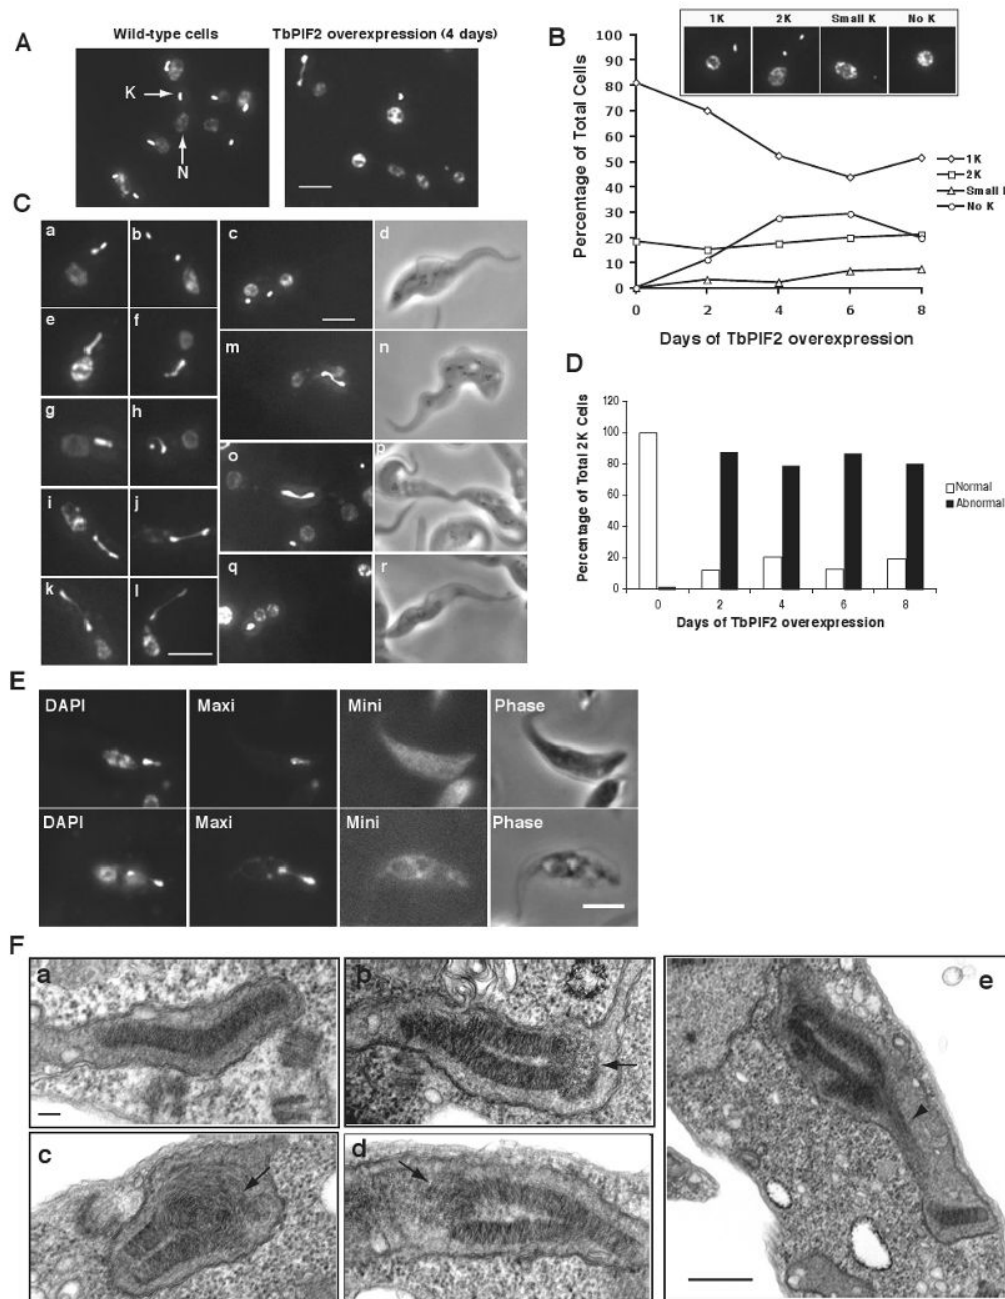 A
Wild-type cells
TbPIF2 overexpression (4 days)
K
N
B
1K 2K Small K No K
Percentage of Total Cells
100
90
80
70
60
50
40
30
20
10
0
0 2 4 6 8
Days of TbPIF2 overexpression
1K
2K
Small K
No K
C
a b c d
e f
m n
g h
o p
i j
k l
q r
D
Percentage of Total 2K Cells
120
100
80
60
40
20
0
0 2 4 6 8
Days of TbPIF2 overexpression
Normal
Abnormal
E
DAPI Maxi Mini Phase
DAPI Maxi Mini Phase
F
a b e
c d